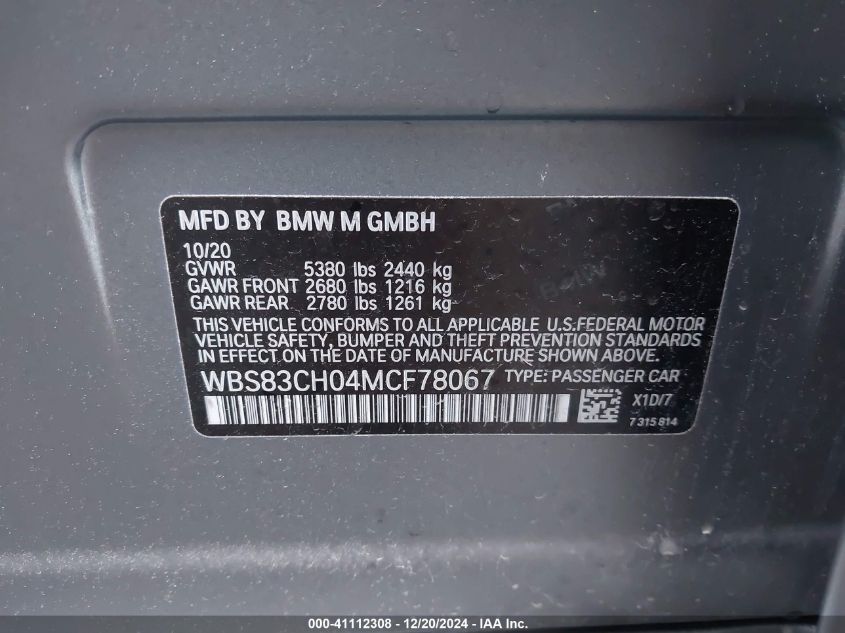 MFD BY BMW M GMBH
10/20
GVWR 5380 lbs 2440 kg
GAWR FRONT 2680 lbs 1216 kg
GAWR REAR 2780 lbs 1261 kg
THIS VEHICLE CONFORMS TO ALL APPLICABLE U.S.FEDERAL MOTOR
VEHICLE SAFETY, BUMPER AND THEFT PREVENTION STANDARDS
IN EFFECT ON THE DATE OF MANUFACTURE SHOWN ABOVE.
WBS83CH04MCF78067 TYPE: PASSENGER CAR
X1D/7
7 315 814
000-41112308 - 12/20/2024 - IAA Inc.